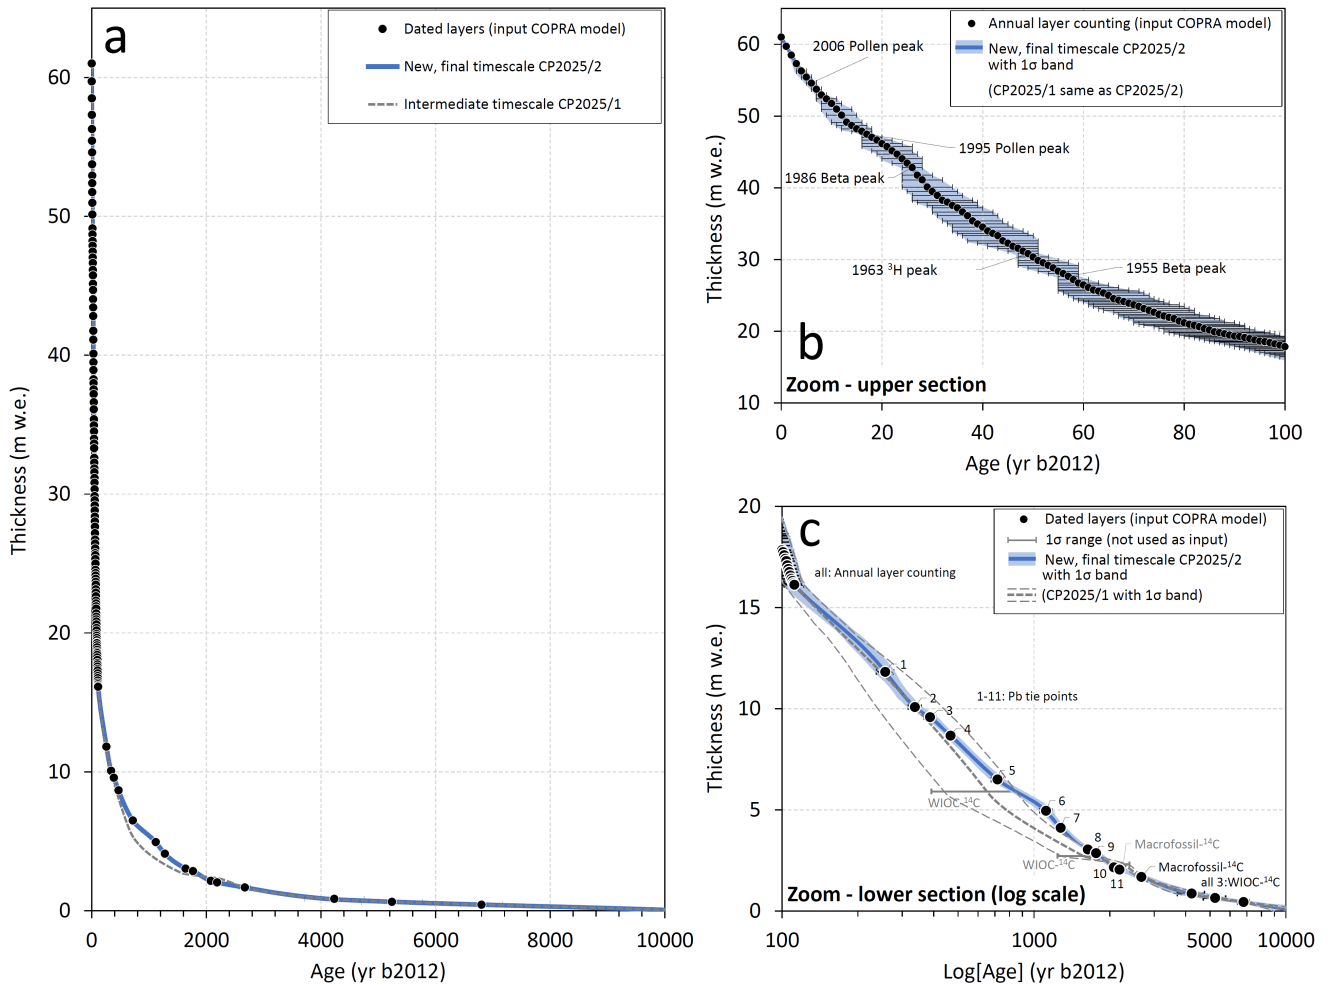 a
Dated layers (input COPRA model)
New, final timescale CP2025/2
Intermediate timescale CP2025/1
Thickness (m w.e.)
60
50
40
30
20
10
0
0 2000 4000 6000 8000 10000
Age (yr b2012)
Annual layer counting (input COPRA model)
New, final timescale CP2025/2
with 1σ band
(CP2025/1 same as CP2025/2)
2006 Pollen peak
1995 Pollen peak
1986 Beta peak
1963 ³H peak
1955 Beta peak
b
Zoom - upper section
Thickness (m w.e.)
60
50
40
30
20
10
0 20 40 60 80 100
Age (yr b2012)
c
Dated layers (input COPRA model)
1σ range (not used as input)
New, final timescale CP2025/2
with 1σ band
(CP2025/1 with 1σ band)
all: Annual layer counting
1
2
3
1-11: Pb tie points
4
5
6
WIOC-¹⁴C
7
8
9
Macrofossil-¹⁴C
WIOC-¹⁴C
Macrofossil-¹⁴C
10
11
all 3:WIOC-¹⁴C
Zoom - lower section (log scale)
Thickness (m w.e.)
20
15
10
5
0
100 1000 5000 10000
Log[Age] (yr b2012)